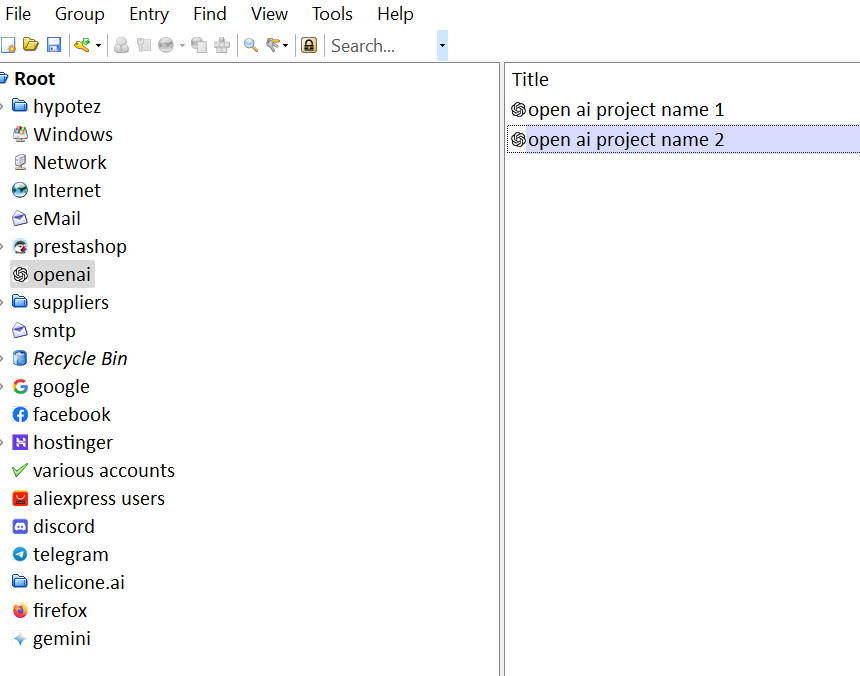 File Group Entry Find View Tools Help
Search...
Root
hypotez
Windows
Network
Internet
eMail
prestashop
openai
suppliers
smtp
Recycle Bin
google
facebook
hostinger
various accounts
aliexpress users
discord
telegram
helicone.ai
firefox
gemini
Title
open ai project name 1
open ai project name 2